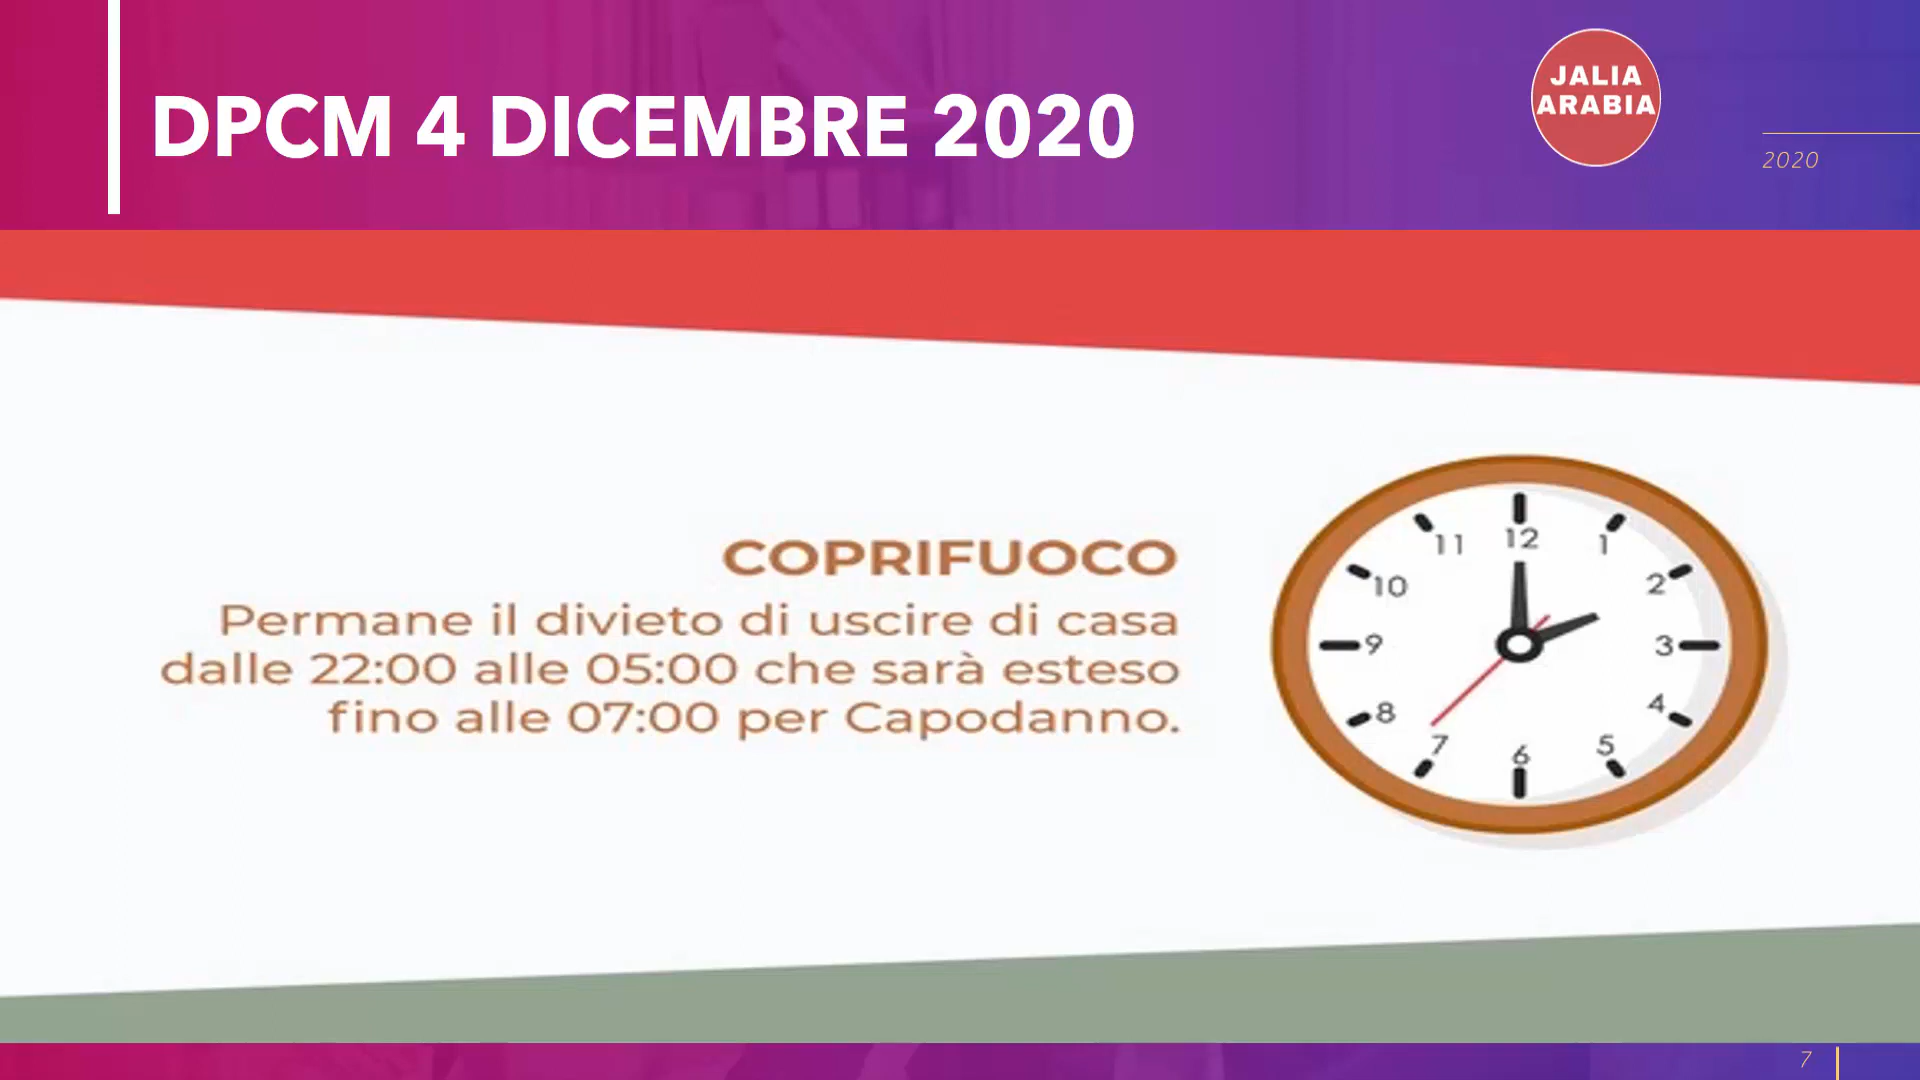 DPCM 4 DICEMBRE 2020
JALIA
ARABIA
2020
COPRIFUOCO
Permane il divieto di uscire di casa
dalle 22:00 alle 05:00 che sarà esteso
fino alle 07:00 per Capodanno.
12
1
2
3
4
5
6
7
8
9
10
11
7